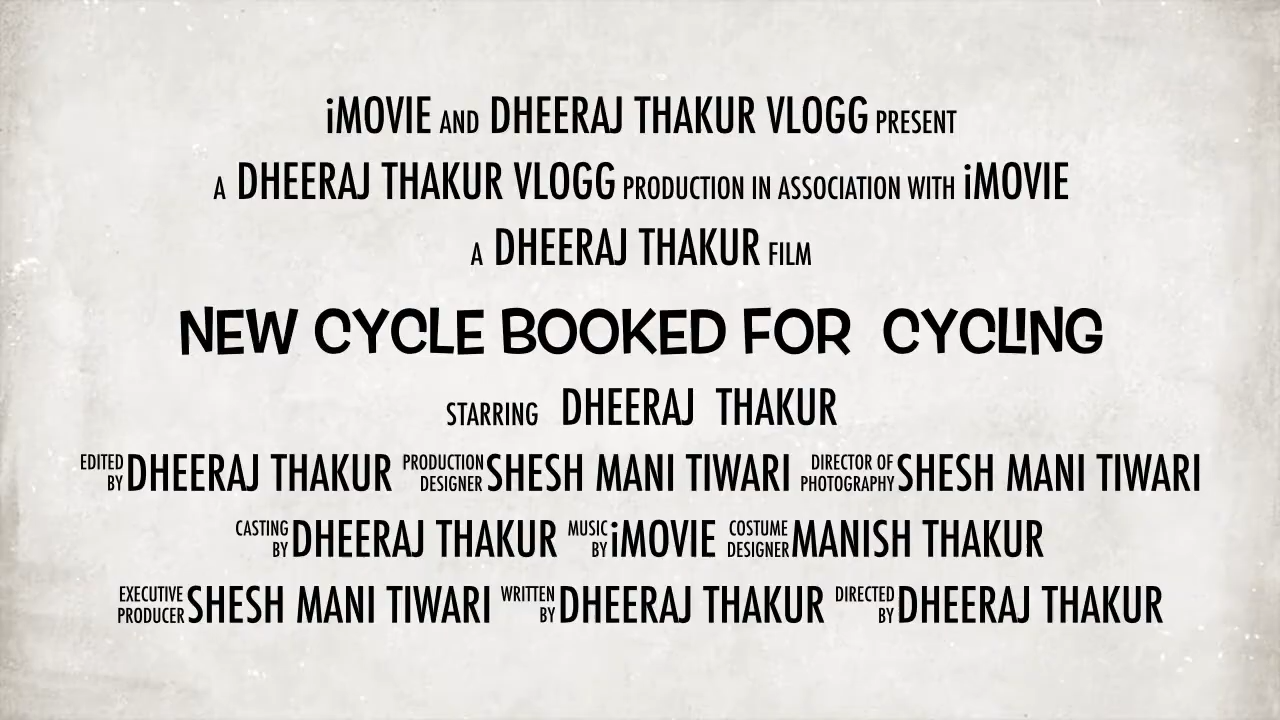 iMOVIE AND DHEERAJ THAKUR VLOGG PRESENT
A DHEERAJ THAKUR VLOGG PRODUCTION IN ASSOCIATION WITH iMOVIE
A DHEERAJ THAKUR FILM
NEW CYCLE BOOKED FOR CYCLING
STARRING DHEERAJ THAKUR
EDITED BY DHEERAJ THAKUR PRODUCTION DESIGNER SHESH MANI TIWARI DIRECTOR OF PHOTOGRAPHY SHESH MANI TIWARI
CASTING BY DHEERAJ THAKUR MUSIC BY iMOVIE COSTUME DESIGNER MANISH THAKUR
EXECUTIVE PRODUCER SHESH MANI TIWARI WRITTEN BY DHEERAJ THAKUR DIRECTED BY DHEERAJ THAKUR